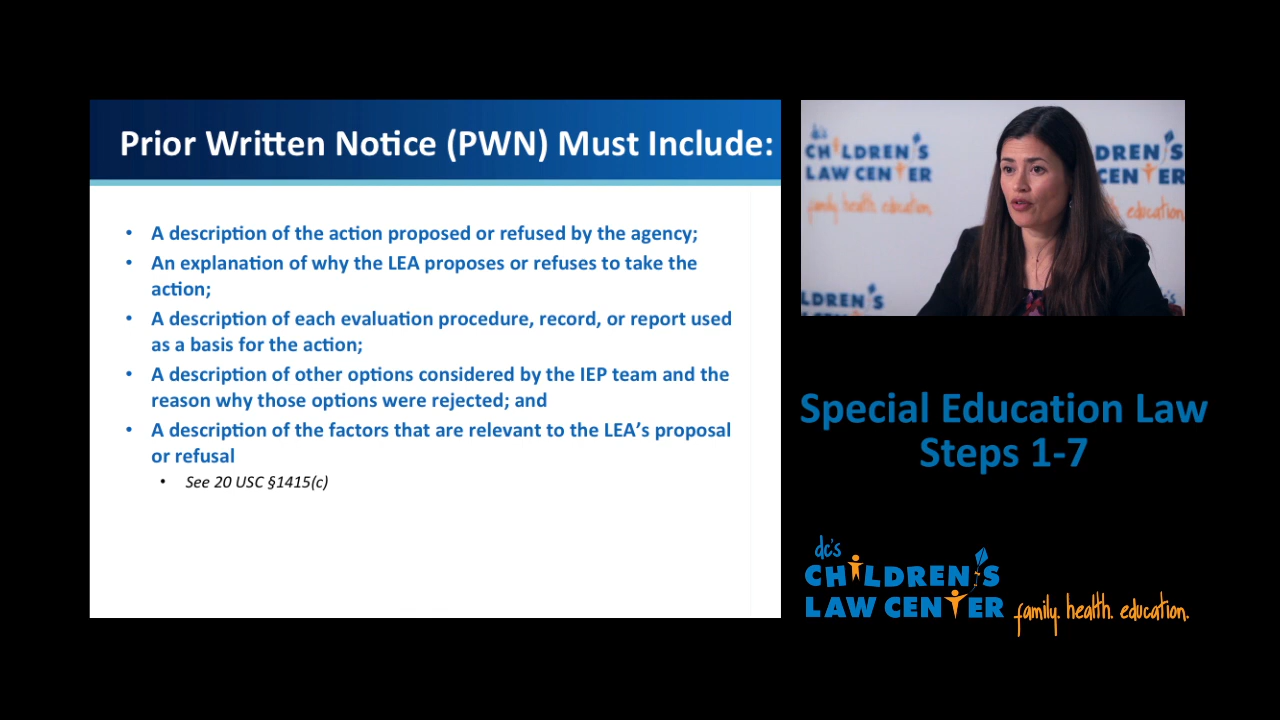 Prior Written Notice (PWN) Must Include:
• A description of the action proposed or refused by the agency;
• An explanation of why the LEA proposes or refuses to take the
action;
• A description of each evaluation procedure, record, or report used
as a basis for the action;
• A description of other options considered by the IEP team and the
reason why those options were rejected; and
• A description of the factors that are relevant to the LEA's proposal
or refusal
• See 20 USC §1415(c)
dc's
CHILDREN'S
LAW CENTER
family. health. education.
DREN'S
CENTER
education.
LDREN'S
Special Education Law
Steps 1-7
dc's
CHILDREN'S
LAW CENTER
family. health. education.